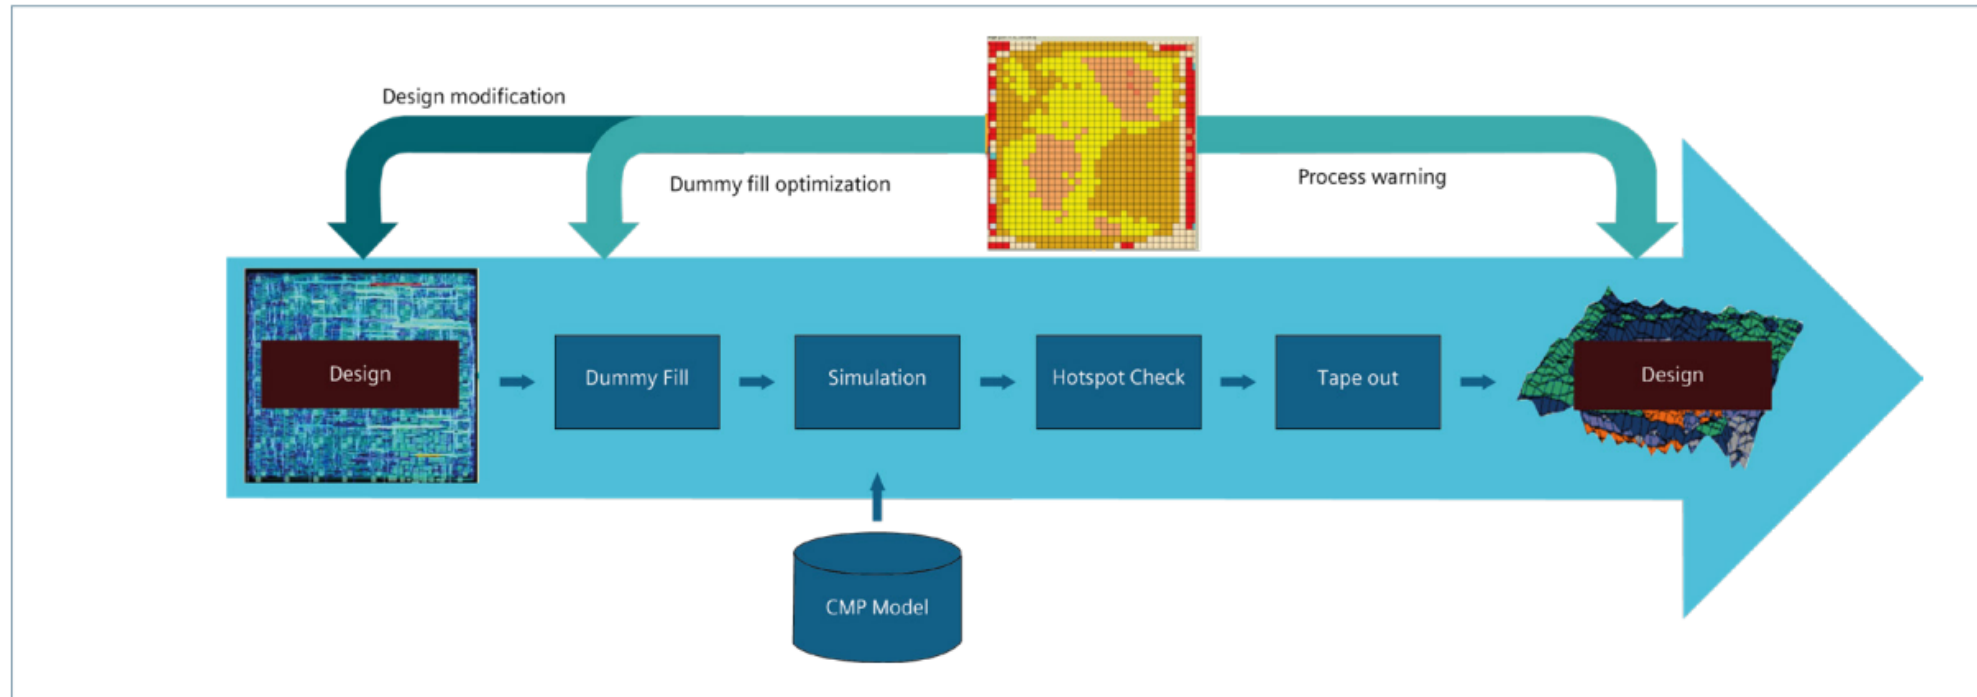 Design modification
Dummy fill optimization
Process warning
Design
Dummy Fill
Simulation
Hotspot Check
Tape out
Design
CMP Model